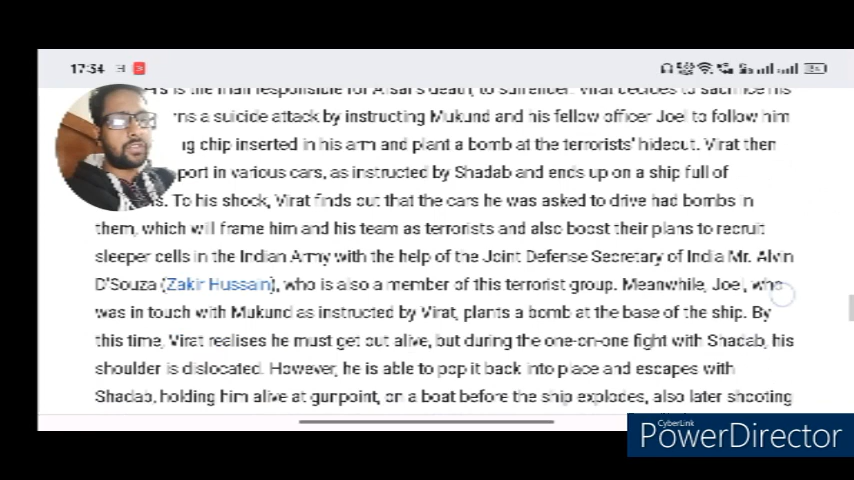 17:54
is the man responsible for Afsar's death, to surrender. Virat decides to sacrifice his
ns a suicide attack by instructing Mukund and his fellow officer Joel to follow him
ng chip inserted in his arm and plant a bomb at the terrorists' hideout. Virat then
port in various cars, as instructed by Shadab and ends up on a ship full of
s. To his shock, Virat finds out that the cars he was asked to drive had bombs in
them, which will frame him and his team as terrorists and also boost their plans to recruit
sleeper cells in the Indian Army with the help of the Joint Defense Secretary of India Mr. Alvin
D'Souza (Zakir Hussain), who is also a member of this terrorist group. Meanwhile, Joel, who
was in touch with Mukund as instructed by Virat, plants a bomb at the base of the ship. By
this time, Virat realises he must get out alive, but during the one-on-one fight with Shadab, his
shoulder is dislocated. However, he is able to pop it back into place and escapes with
Shadab, holding him alive at gunpoint, on a boat before the ship explodes, also later shooting
CyberLink
PowerDirector